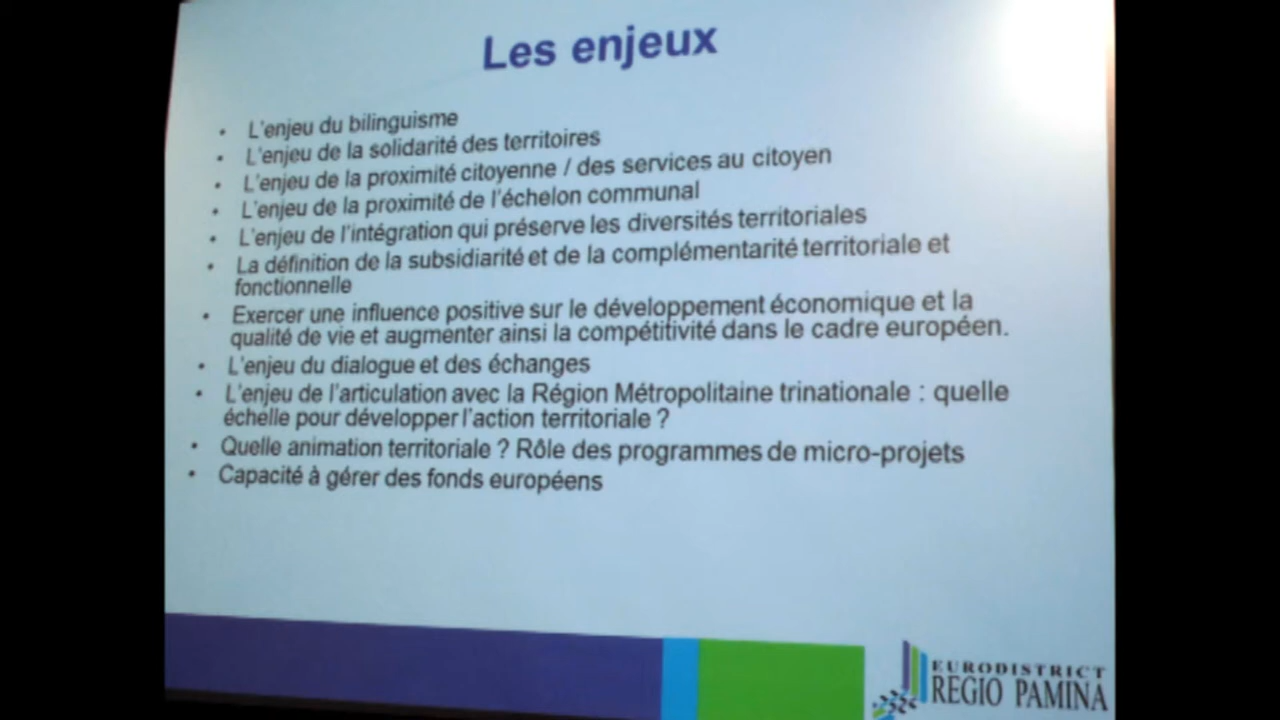 Les enjeux
• L'enjeu du bilinguisme
• L'enjeu de la solidarité des territoires
• L'enjeu de la proximité citoyenne / des services au citoyen
• L'enjeu de la proximité de l'échelon communal
• L'enjeu de l'intégration qui préserve les diversités territoriales
• La définition de la subsidiarité et de la complémentarité territoriale et
fonctionnelle
• Exercer une influence positive sur le développement économique et la
qualité de vie et augmenter ainsi la compétitivité dans le cadre européen.
• L'enjeu du dialogue et des échanges
• L'enjeu de l'articulation avec la Région Métropolitaine trinationale : quelle
échelle pour développer l'action territoriale ?
• Quelle animation territoriale ? Rôle des programmes de micro-projets
• Capacité à gérer des fonds européens
EURODISTRICT
REGIO PAMINA